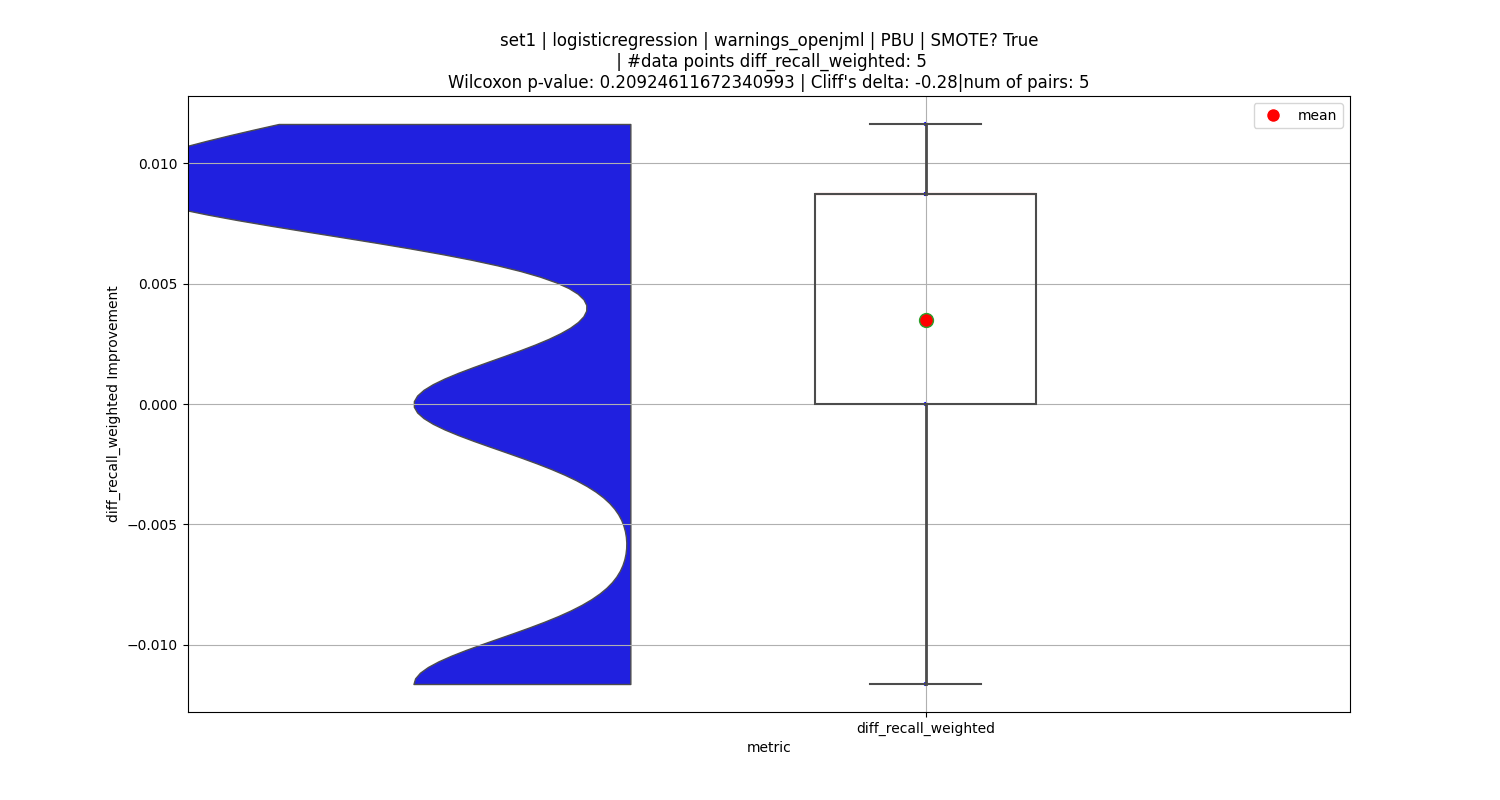 set1 | logisticregression | warnings_openjml | PBU | SMOTE? True
| #data points diff_recall_weighted: 5
Wilcoxon p-value: 0.20924611672340993 | Cliff's delta: -0.28|num of pairs: 5
mean
0.010
0.005
0.000
−0.005
−0.010
diff_recall_weighted Improvement
diff_recall_weighted
metric